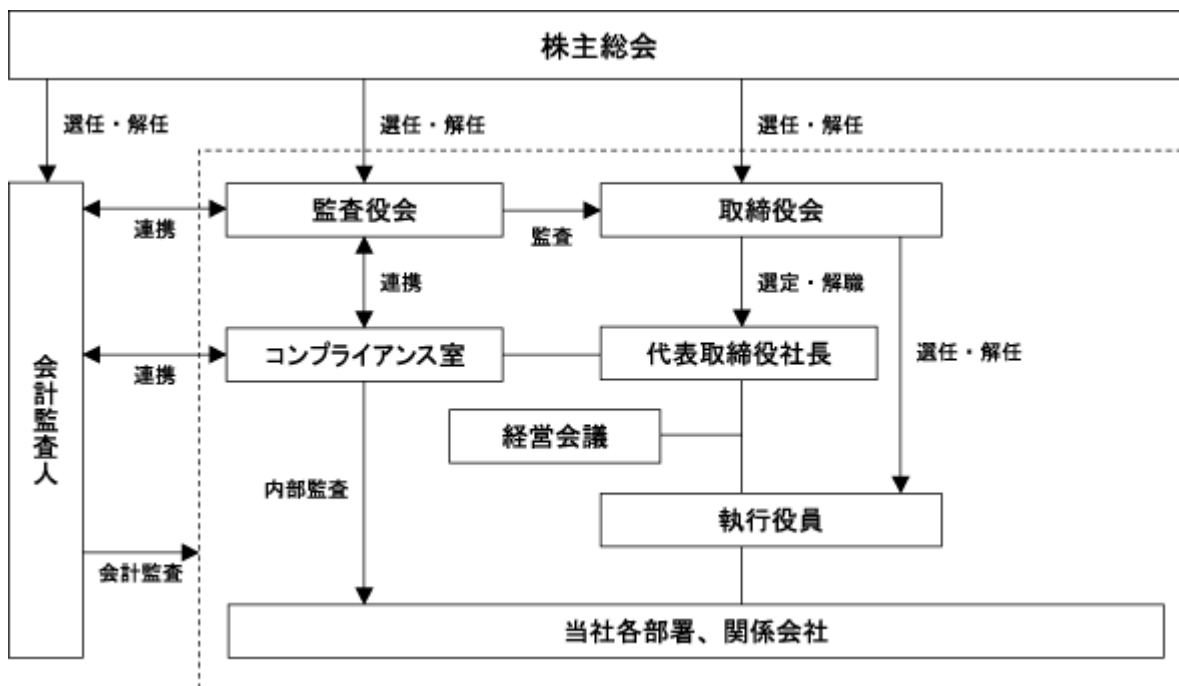 株主総会
選任・解任
選任・解任
選任・解任
監査役会
取締役会
連携
監査
連携
選定・解職
コンプライアンス室
代表取締役社長
選任・解任
連携
会計監査人
経営会議
内部監査
執行役員
会計監査
当社各部署、関係会社